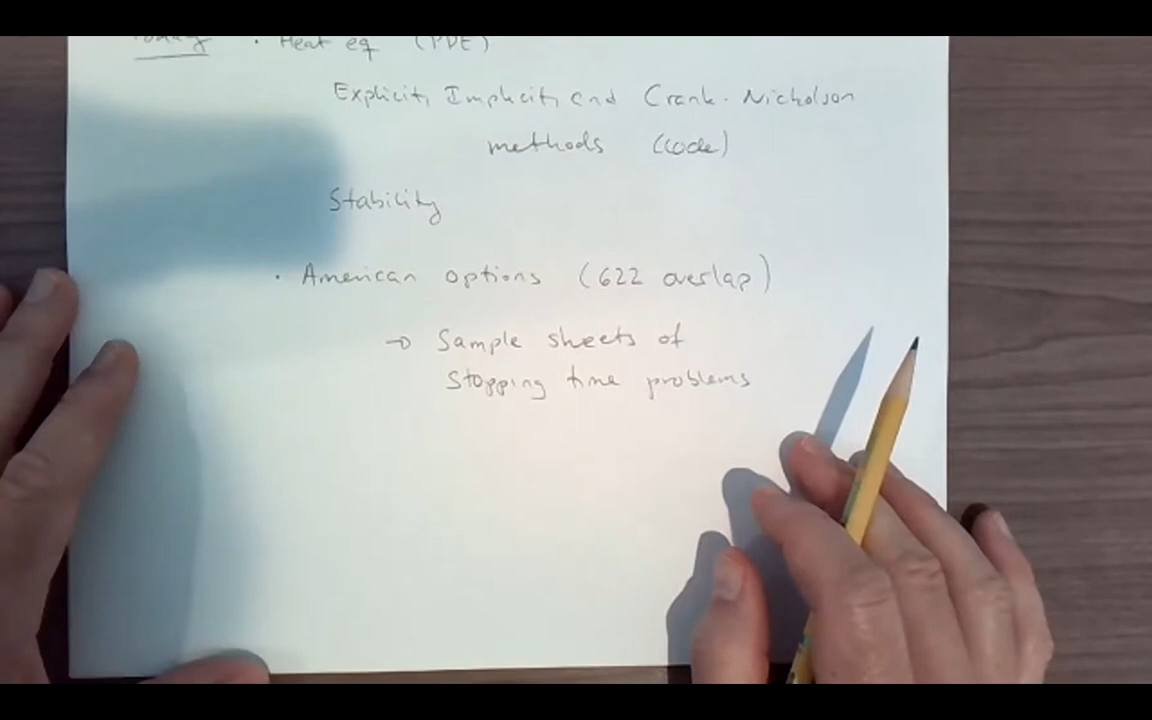 Today • Heat eq (PDE)
Explicit, Implicit, and Crank-Nicholson
methods (code)
Stability
• American options (622 overlap)
→ Sample sheets of
stopping time problems